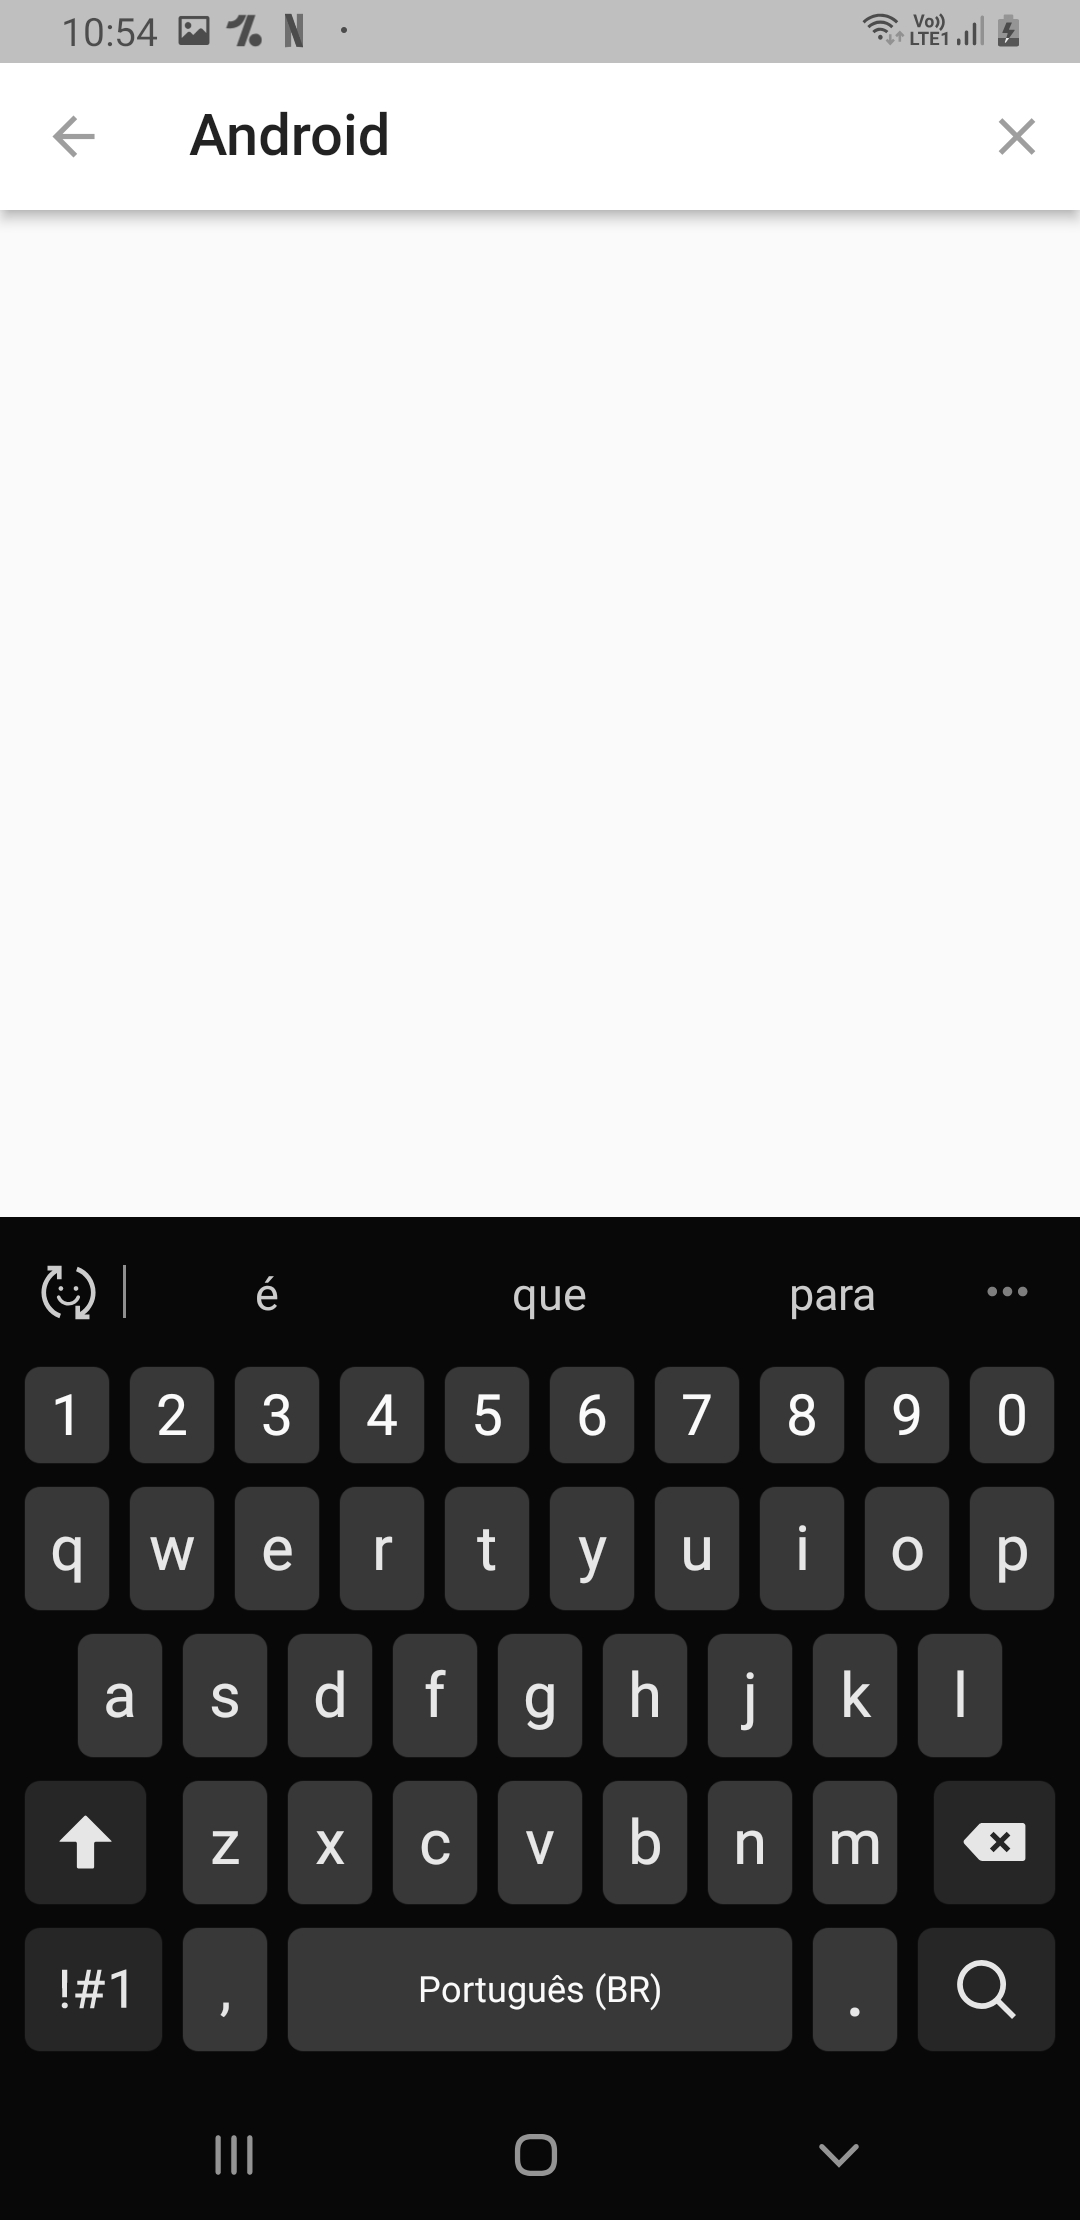 10:54
Vo))
LTE1
Android
é que para
1 2 3 4 5 6 7 8 9 0
q w e r t y u i o p
a s d f g h j k l
z x c v b n m
!#1 , Português (BR) .